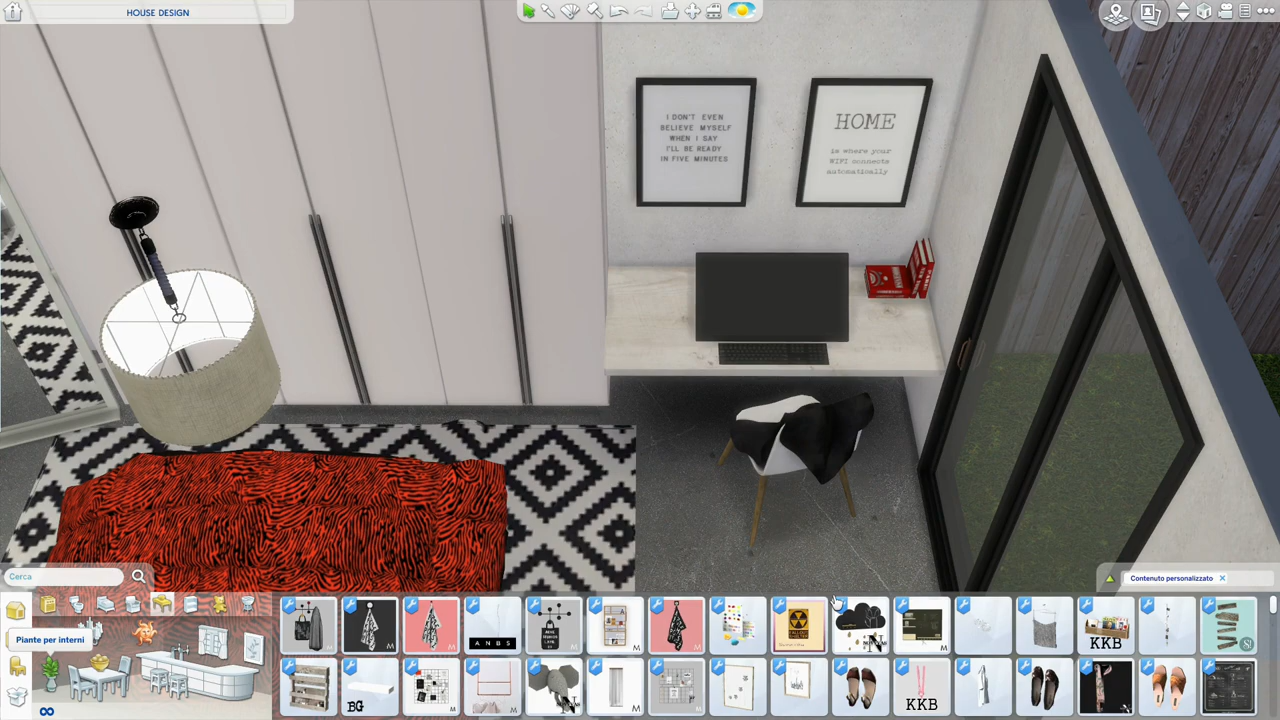 HOUSE DESIGN
I DON'T EVEN
BELIEVE MYSELF
WHEN I SAY
I'LL BE READY
IN FIVE MINUTES
HOME
is where your
WIFI connects
automatically
Cerca
Contenuto personalizzato
Piante per interni
M
M
M
A N B S
M
M
KKB
BG
M
M
N
M
M
KKB